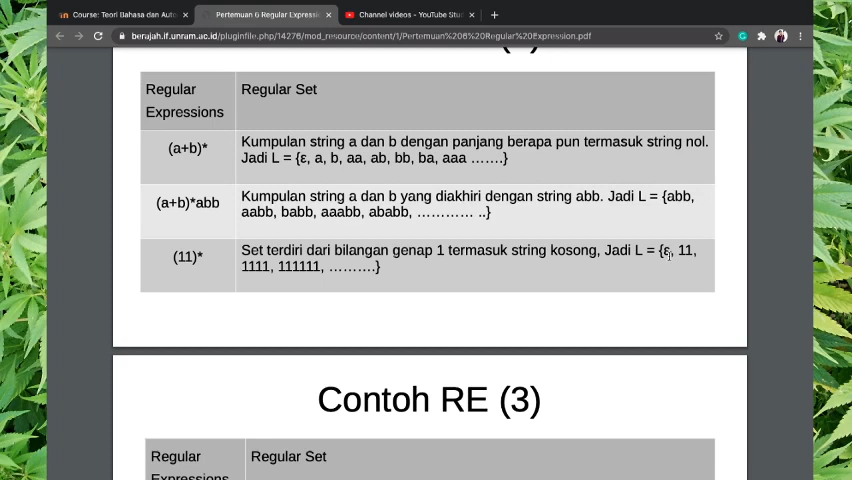 Course: Teori Bahasa dan Auto
Pertemuan 6 Regular Expressio
Channel videos - YouTube Stud
berajah.if.unram.ac.id/pluginfile.php/14276/mod_resource/content/1/Pertemuan%206%20Regular%20Expression.pdf
Regular Expressions
Regular Set
(a+b)*
Kumpulan string a dan b dengan panjang berapa pun termasuk string nol.
Jadi L = {ε, a, b, aa, ab, bb, ba, aaa …….}
(a+b)*abb
Kumpulan string a dan b yang diakhiri dengan string abb. Jadi L = {abb,
aabb, babb, aaabb, ababb, ………… ..}
(11)*
Set terdiri dari bilangan genap 1 termasuk string kosong, Jadi L = {ε, 11,
1111, 111111, ……….}
Contoh RE (3)
Regular
Expressions
Regular Set